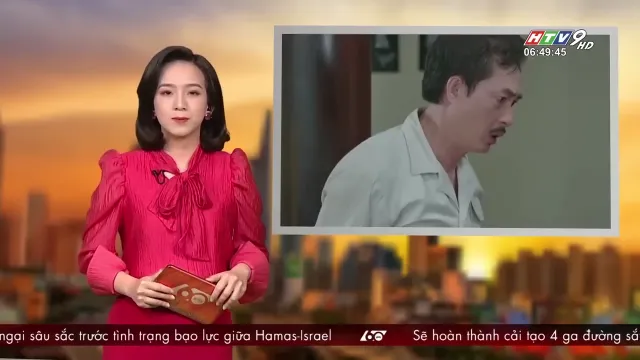 HTV9 HD
06:49:45
ngại sâu sắc trước tình trạng bạo lực giữa Hamas-Israel 60 Sẽ hoàn thành cải tạo 4 ga đường sắ